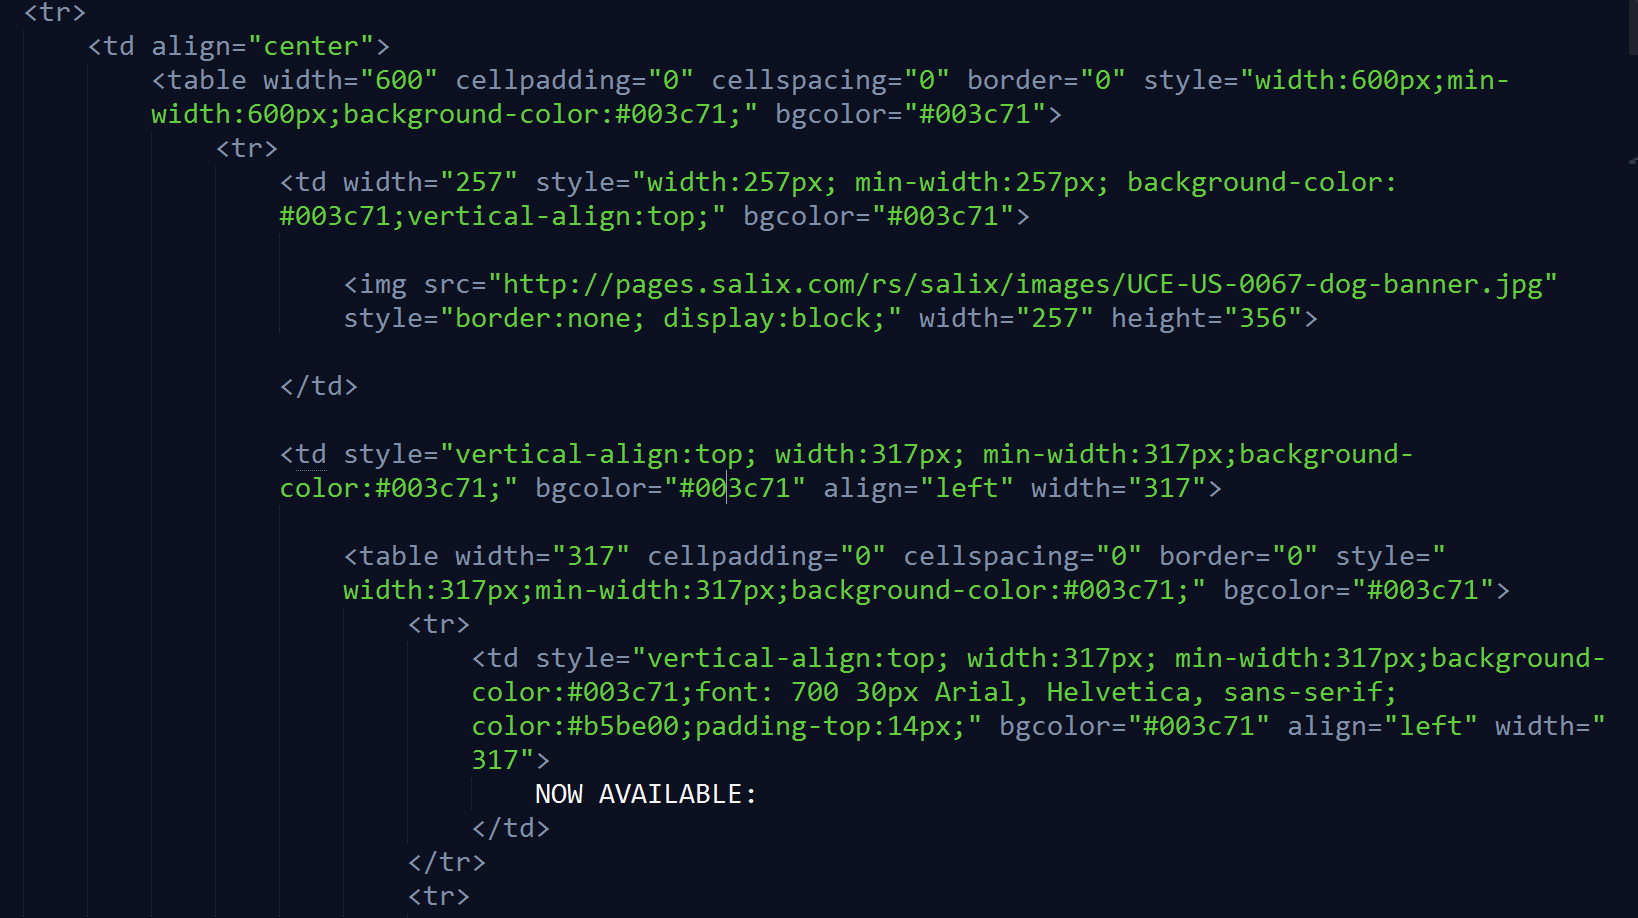 <tr>
<td align="center">
<table width="600" cellpadding="0" cellspacing="0" border="0" style="width:600px;min-
width:600px;background-color:#003c71;" bgcolor="#003c71">
<tr>
<td width="257" style="width:257px; min-width:257px; background-color:
#003c71;vertical-align:top;" bgcolor="#003c71">
<img src="http://pages.salix.com/rs/salix/images/UCE-US-0067-dog-banner.jpg"
style="border:none; display:block;" width="257" height="356">
</td>
<td style="vertical-align:top; width:317px; min-width:317px;background-
color:#003c71;" bgcolor="#003c71" align="left" width="317">
<table width="317" cellpadding="0" cellspacing="0" border="0" style="
width:317px;min-width:317px;background-color:#003c71;" bgcolor="#003c71">
<tr>
<td style="vertical-align:top; width:317px; min-width:317px;background-
color:#003c71;font: 700 30px Arial, Helvetica, sans-serif;
color:#b5be00;padding-top:14px;" bgcolor="#003c71" align="left" width="
317">
NOW AVAILABLE:
</td>
</tr>
<tr>